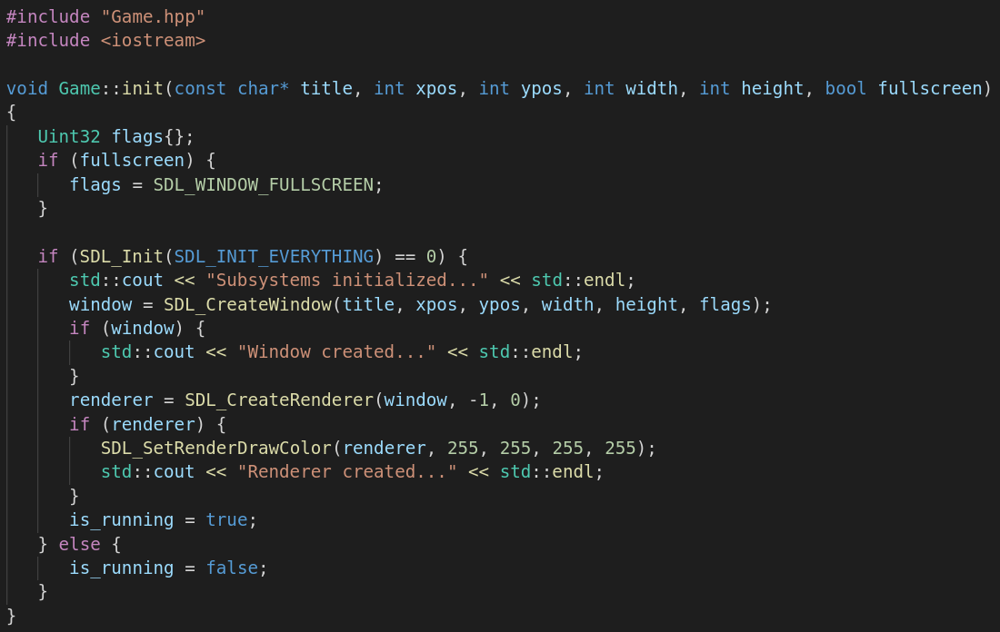 #include "Game.hpp"
#include <iostream>

void Game::init(const char* title, int xpos, int ypos, int width, int height, bool fullscreen)
{
   Uint32 flags{};
   if (fullscreen) {
      flags = SDL_WINDOW_FULLSCREEN;
   }

   if (SDL_Init(SDL_INIT_EVERYTHING) == 0) {
      std::cout << "Subsystems initialized..." << std::endl;
      window = SDL_CreateWindow(title, xpos, ypos, width, height, flags);
      if (window) {
         std::cout << "Window created..." << std::endl;
      }
      renderer = SDL_CreateRenderer(window, -1, 0);
      if (renderer) {
         SDL_SetRenderDrawColor(renderer, 255, 255, 255, 255);
         std::cout << "Renderer created..." << std::endl;
      }
      is_running = true;
   } else {
      is_running = false;
   }
}